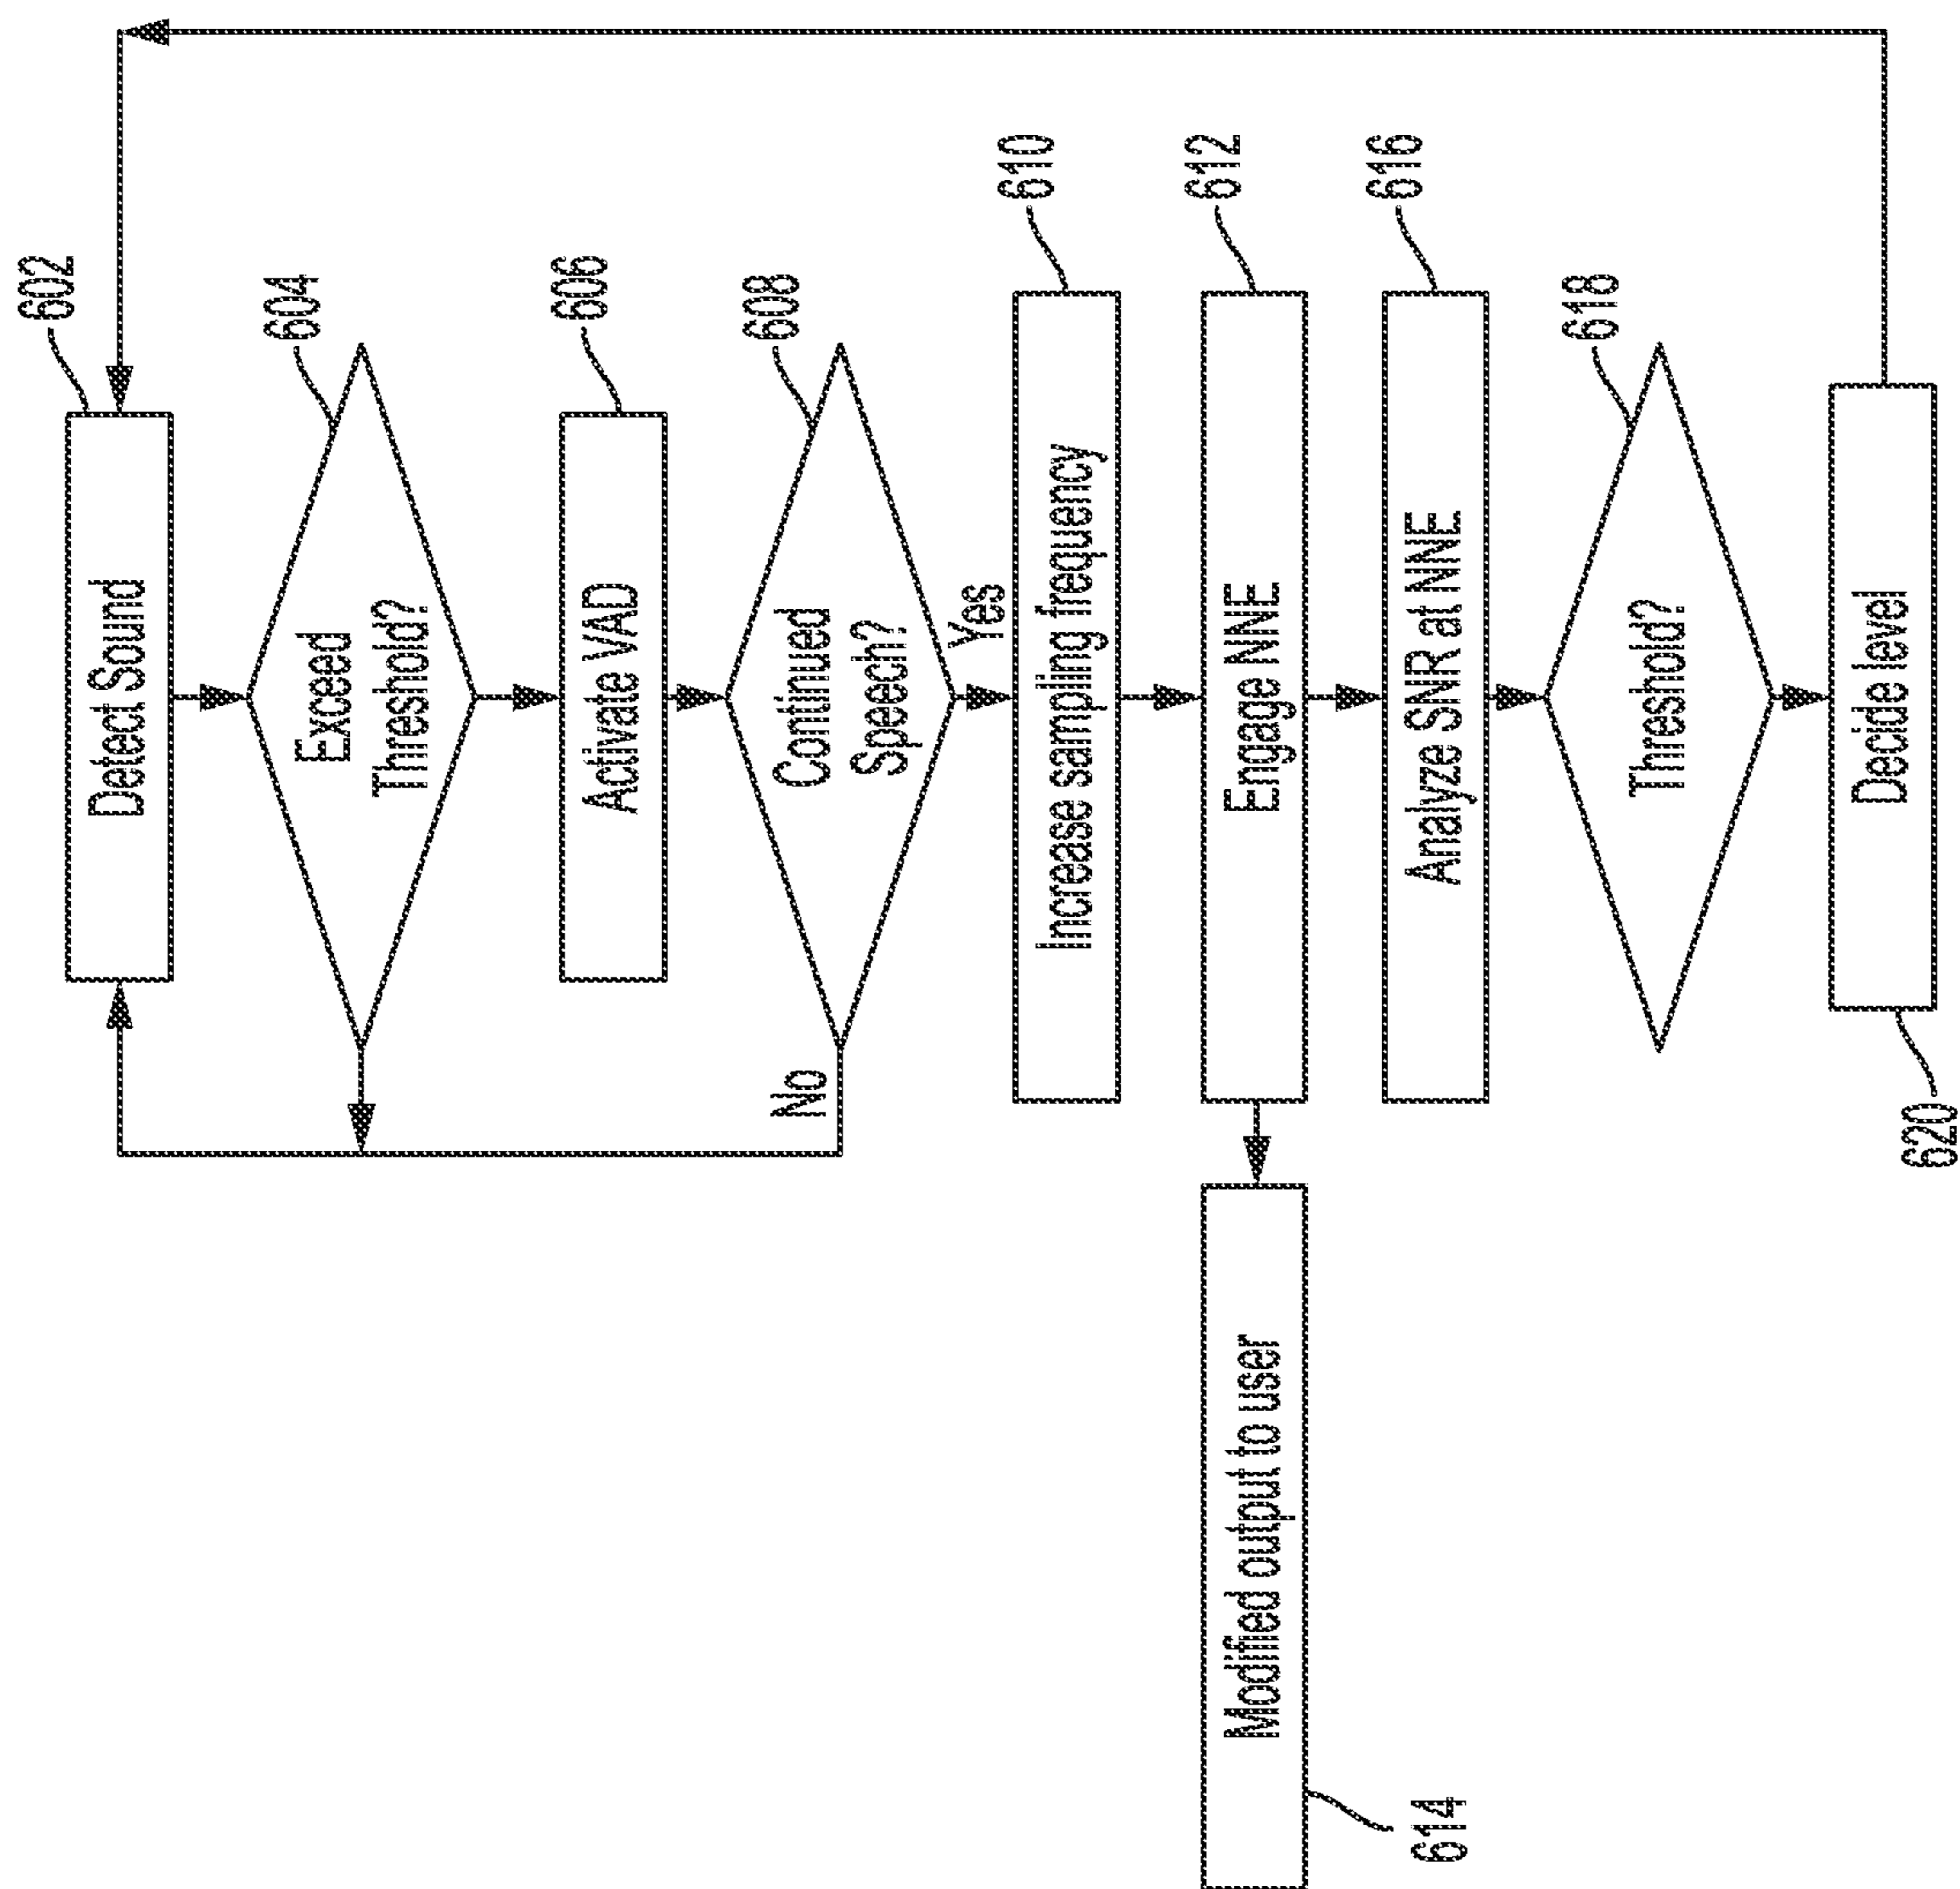 602
Detect Sound
604
Exceed
Threshold?
606
Activate VAD
608
Continued
Speech?
No
Yes
610
Increase sampling frequency
612
Engage NNE
Modified output to user
614
616
Analyze SNR at NNE
618
Threshold?
Decide level
620